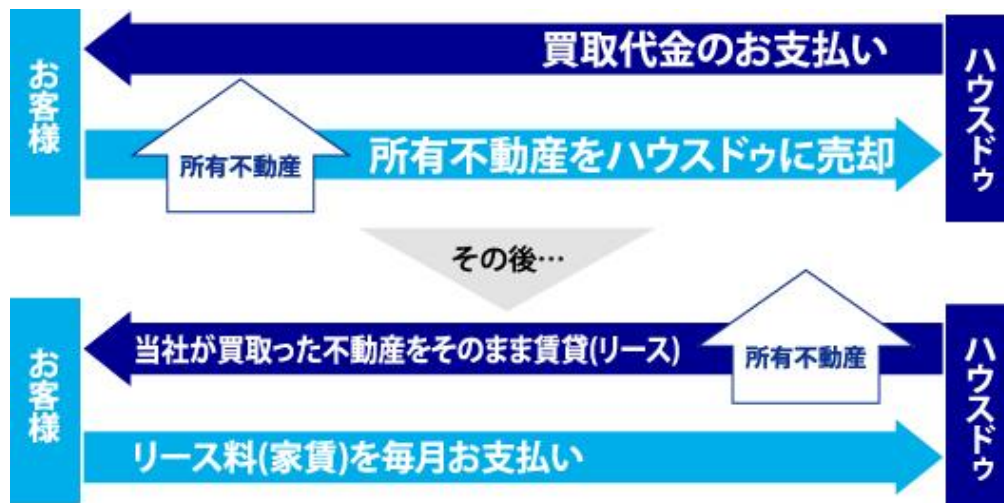 お客様
買取代金のお支払い
ハウスドゥ
所有不動産
所有不動産をハウスドゥに売却
その後…
お客様
当社が買取った不動産をそのまま賃貸(リース)
所有不動産
ハウスドゥ
リース料(家賃)を毎月お支払い